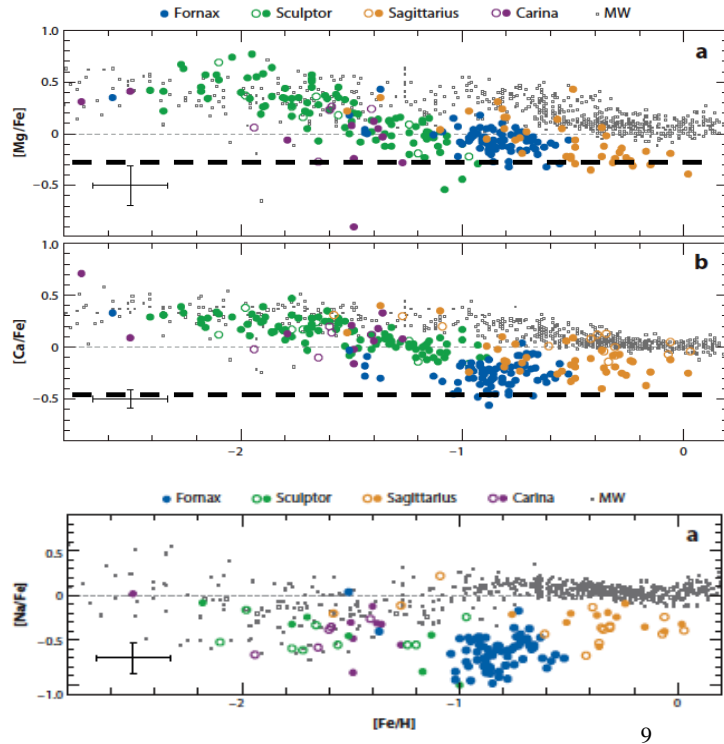 Fornax Sculptor Sagittarius Carina MW
1.0
a
0.5
[Mg/Fe]
0
−0.5
1.0
b
0.5
[Ca/Fe]
0
−0.5
−2 −1 0
Fornax Sculptor Sagittarius Carina MW
a
0.5
[Na/Fe]
0
−0.5
−1.0
−2 −1 0
[Fe/H]
9